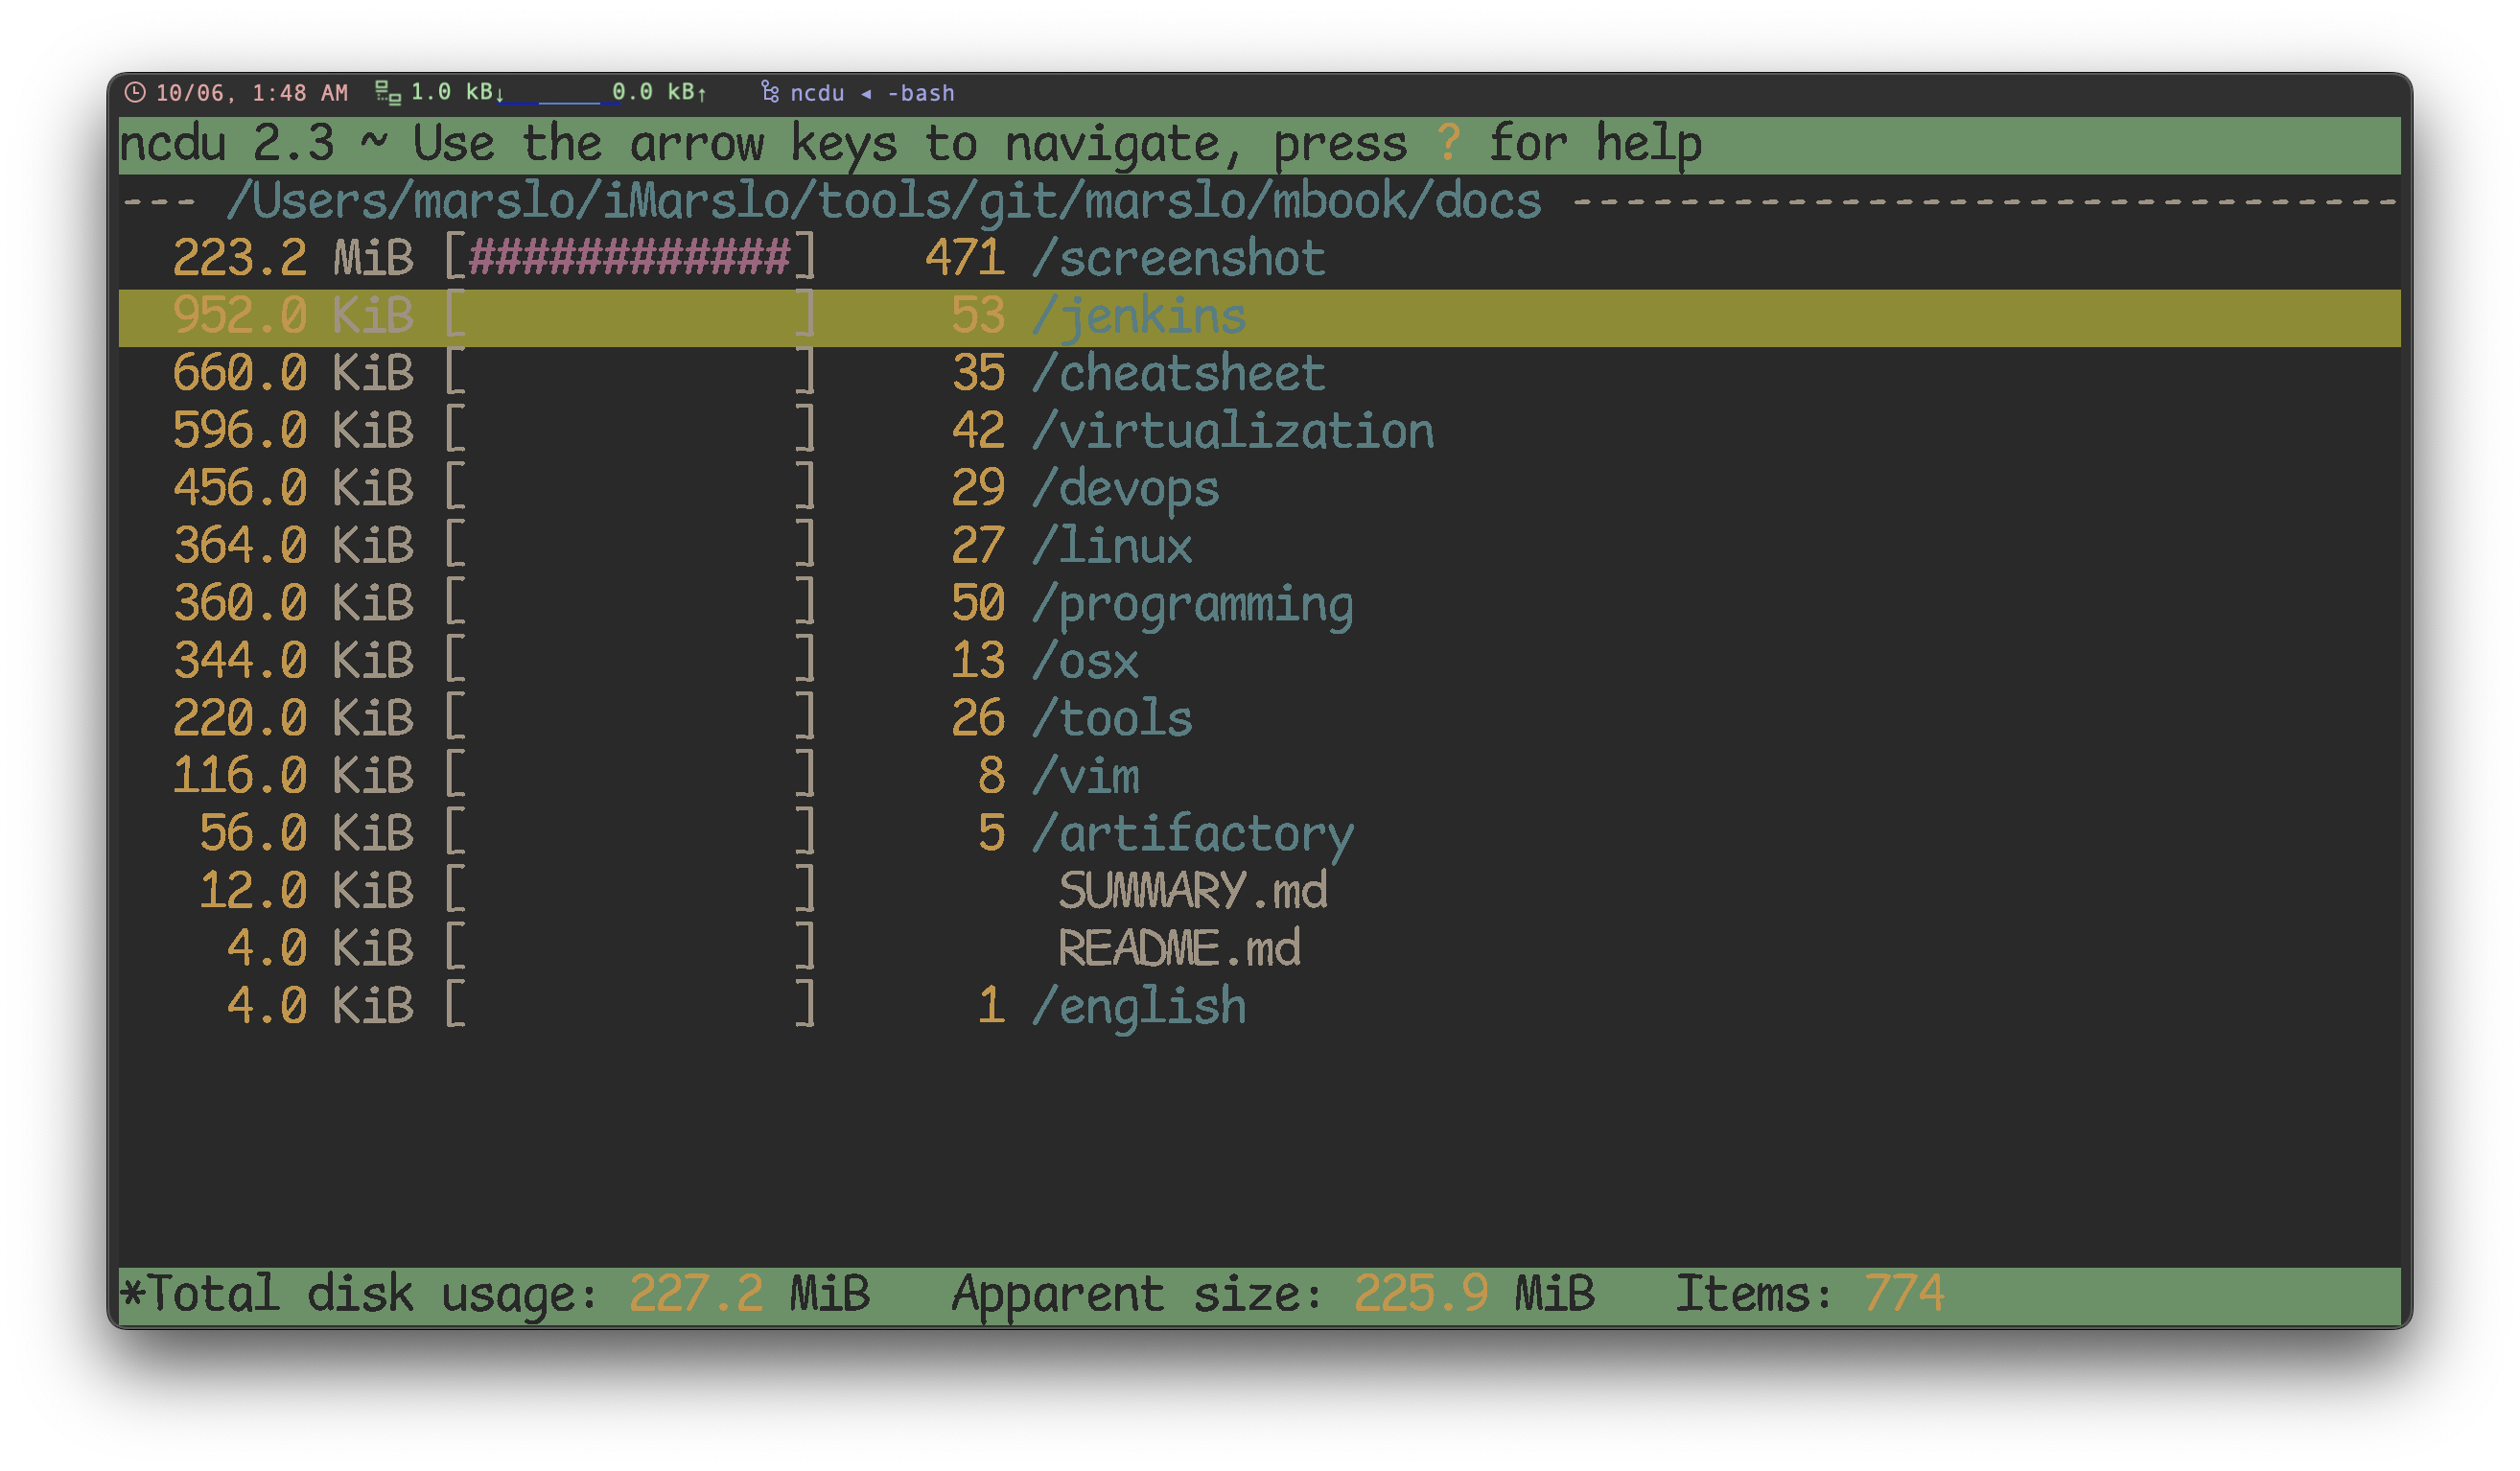 10/06, 1:48 AM 1.0 kB↓ 0.0 kB↑ ncdu ◂ -bash
ncdu 2.3 ~ Use the arrow keys to navigate, press ? for help
--- /Users/marslo/iMarslo/tools/git/marslo/mbook/docs -------------------------------
223.2 MiB [############] 471 /screenshot
952.0 KiB [            ] 53 /jenkins
660.0 KiB [            ] 35 /cheatsheet
596.0 KiB [            ] 42 /virtualization
456.0 KiB [            ] 29 /devops
364.0 KiB [            ] 27 /linux
360.0 KiB [            ] 50 /programming
344.0 KiB [            ] 13 /osx
220.0 KiB [            ] 26 /tools
116.0 KiB [            ] 8 /vim
56.0 KiB [            ] 5 /artifactory
12.0 KiB [            ] SUMMARY.md
4.0 KiB [            ] README.md
4.0 KiB [            ] 1 /english
*Total disk usage: 227.2 MiB Apparent size: 225.9 MiB Items: 774